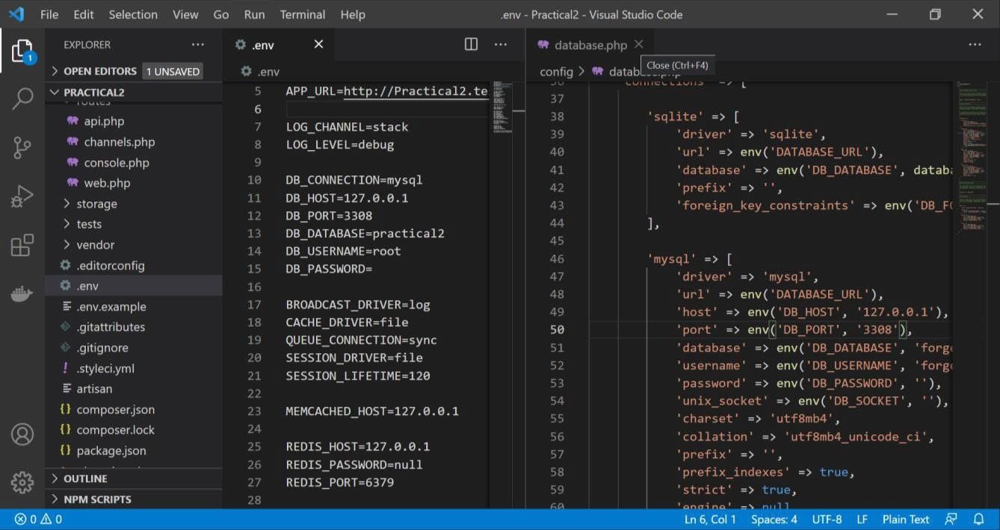 File Edit Selection View Go Run Terminal Help .env - Practical2 - Visual Studio Code
EXPLORER
1
OPEN EDITORS 1 UNSAVED
PRACTICAL2
routes
api.php
channels.php
console.php
web.php
storage
tests
vendor
.editorconfig
.env
.env.example
.gitattributes
.gitignore
.styleci.yml
artisan
composer.json
composer.lock
package.json
OUTLINE
NPM SCRIPTS
.env
.env
5 APP_URL=http://Practical2.te
6
7 LOG_CHANNEL=stack
8 LOG_LEVEL=debug
9
10 DB_CONNECTION=mysql
11 DB_HOST=127.0.0.1
12 DB_PORT=3308
13 DB_DATABASE=practical2
14 DB_USERNAME=root
15 DB_PASSWORD=
16
17 BROADCAST_DRIVER=log
18 CACHE_DRIVER=file
19 QUEUE_CONNECTION=sync
20 SESSION_DRIVER=file
21 SESSION_LIFETIME=120
22
23 MEMCACHED_HOST=127.0.0.1
24
25 REDIS_HOST=127.0.0.1
26 REDIS_PASSWORD=null
27 REDIS_PORT=6379
28
database.php
Close (Ctrl+F4)
config > database.php
36 'connections' => [
37
38 'sqlite' => [
39 'driver' => 'sqlite',
40 'url' => env('DATABASE_URL'),
41 'database' => env('DB_DATABASE', databa
42 'prefix' => '',
43 'foreign_key_constraints' => env('DB_FO
44 ],
45
46 'mysql' => [
47 'driver' => 'mysql',
48 'url' => env('DATABASE_URL'),
49 'host' => env('DB_HOST', '127.0.0.1'),
50 'port' => env('DB_PORT', '3308'),
51 'database' => env('DB_DATABASE', 'forge
52 'username' => env('DB_USERNAME', 'forge
53 'password' => env('DB_PASSWORD', ''),
54 'unix_socket' => env('DB_SOCKET', ''),
55 'charset' => 'utf8mb4',
56 'collation' => 'utf8mb4_unicode_ci',
57 'prefix' => '',
58 'prefix_indexes' => true,
59 'strict' => true,
60 'engine' => null
0 0 Ln 6, Col 1 Spaces: 4 UTF-8 LF Plain Text